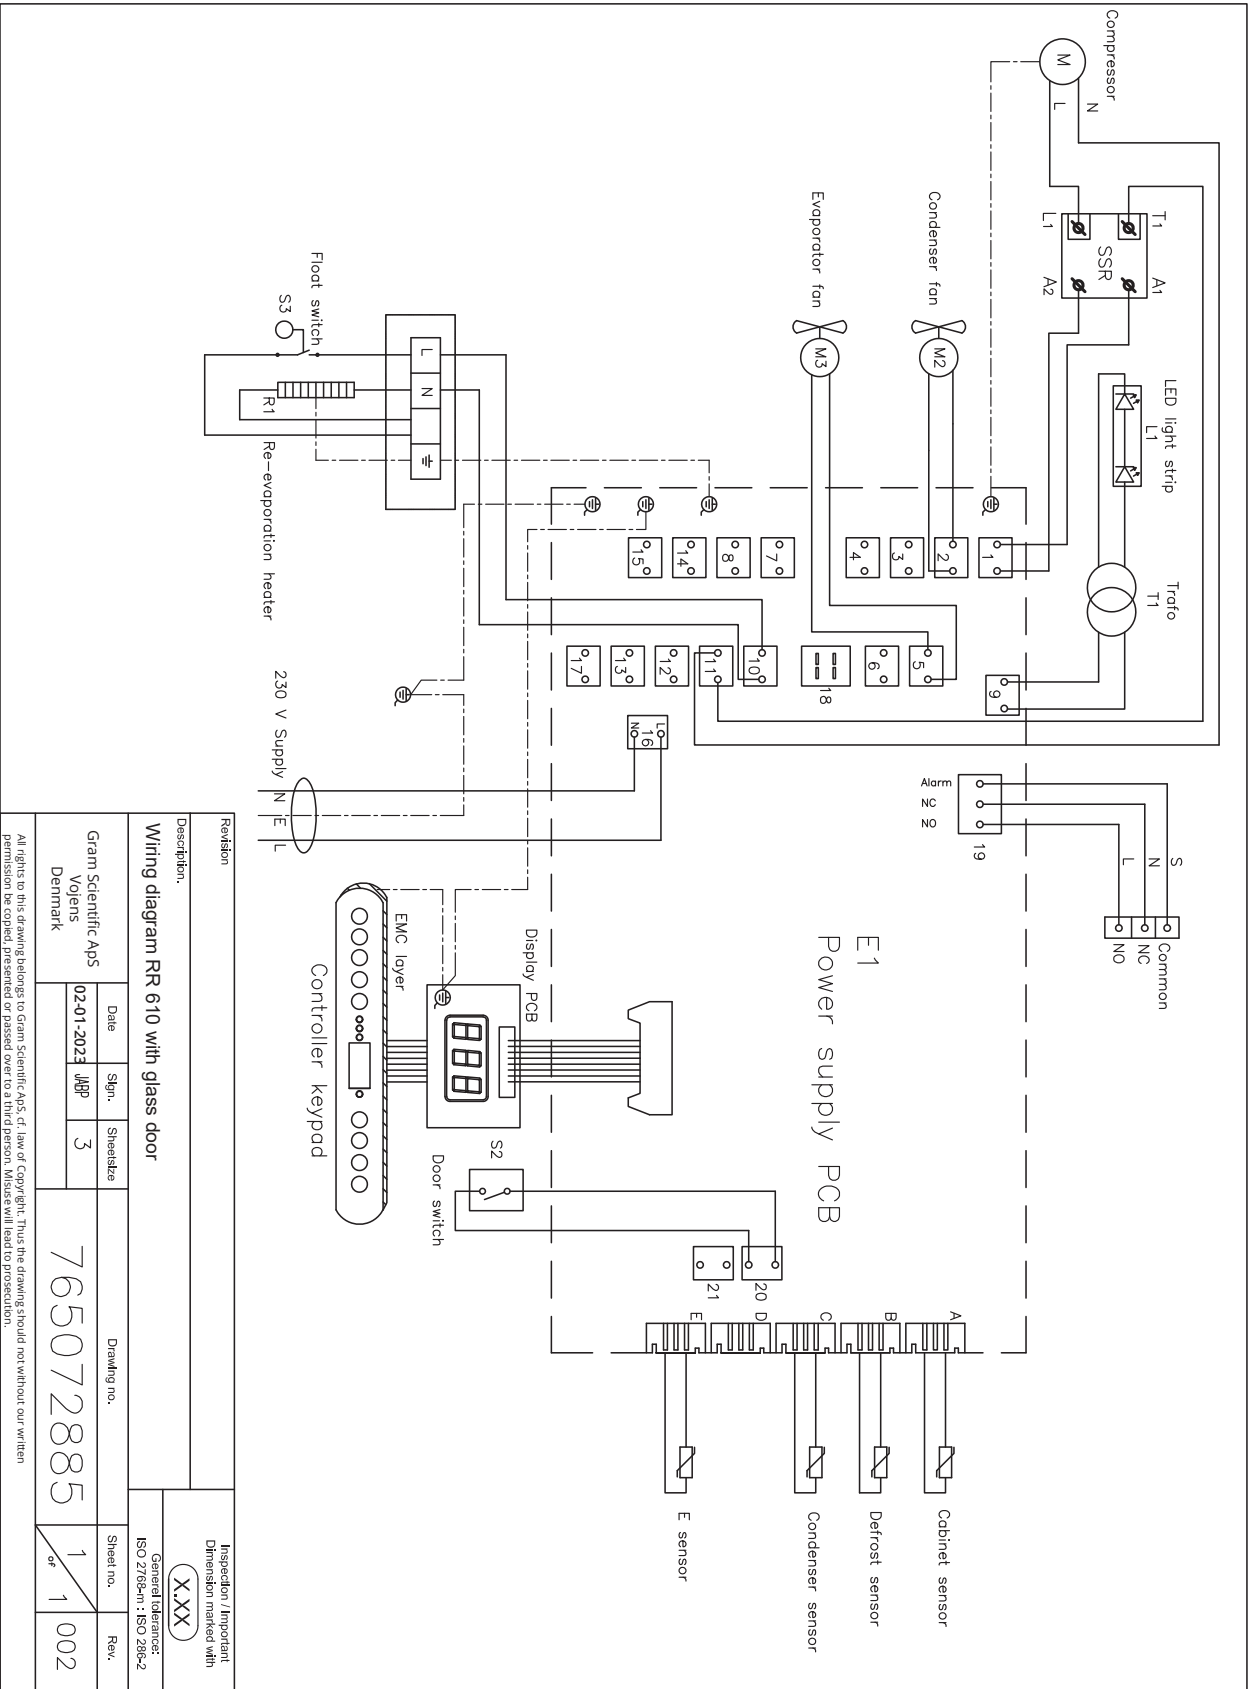 Compressor
M
N
L
T1
L1
SSR
A1
A2
LED light strip
L1
Trafo
T1
Condenser fan
M2
Evaporator fan
M3
Float switch
S3
R1
Re-evaporation heater
L
N
1
2
3
4
7
8
14
15
9
5
6
18
10
11
12
13
17
L
16
N
230 V Supply
N
E
L
Alarm
NC
NO
19
S
N
L
Common
NC
NO
E1
Power supply PCB
Display PCB
EMC layer
Controller keypad
S2
Door switch
20
21
A
B
C
D
E
Cabinet sensor
Defrost sensor
Condenser sensor
E sensor
Revision
Description.
Wiring diagram RR 610 with glass door
Inspection / Important
Dimension marked with
X.XX
Generel tolerance:
ISO 2768-m : ISO 286-2
Gram Scientific ApS
Vojens
Denmark
Date
Sign.
Sheetsize
Drawing no.
Sheet no.
Rev.
02-01-2023
JABP
3
765072885
1 of 1
002
All rights to this drawing belongs to Gram Scientific ApS, cf. law of Copyright. Thus the drawing should not without our written
permission be copied, presented or passed over to a third person. Misuse will lead to prosecution.